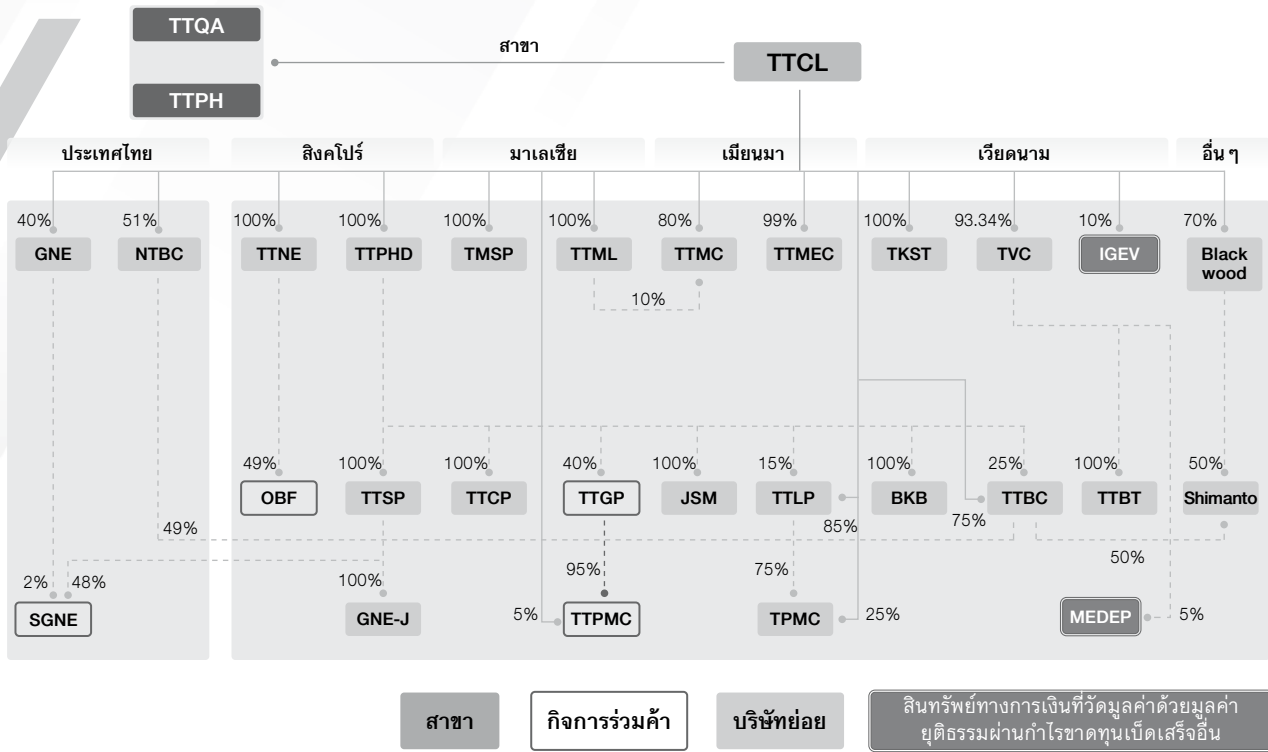 TTQA
สาขา
TTCL
TTPH
ประเทศไทย
สิงคโปร์
มาเลเซีย
เมียนมา
เวียดนาม
อื่น ๆ
40%
51%
100%
100%
100%
100%
80%
99%
100%
93.34%
10%
70%
GNE
NTBC
TTNE
TTPHD
TMSP
TTML
TTMC
TTMEC
TKST
TVC
IGEV
Black
wood
10%
49%
100%
100%
40%
100%
15%
100%
25%
100%
50%
OBF
TTSP
TTCP
TTGP
JSM
TTLP
BKB
TTBC
TTBT
Shimanto
49%
85%
75%
50%
2%
48%
100%
95%
75%
SGNE
GNE-J
5%
TTPMC
TPMC
25%
MEDEP
5%
สาขา
กิจการร่วมค้า
บริษัทย่อย
สินทรัพย์ทางการเงินที่วัดมูลค่าด้วยมูลค่า
ยุติธรรมผ่านกำไรขาดทุนเบ็ดเสร็จอื่น